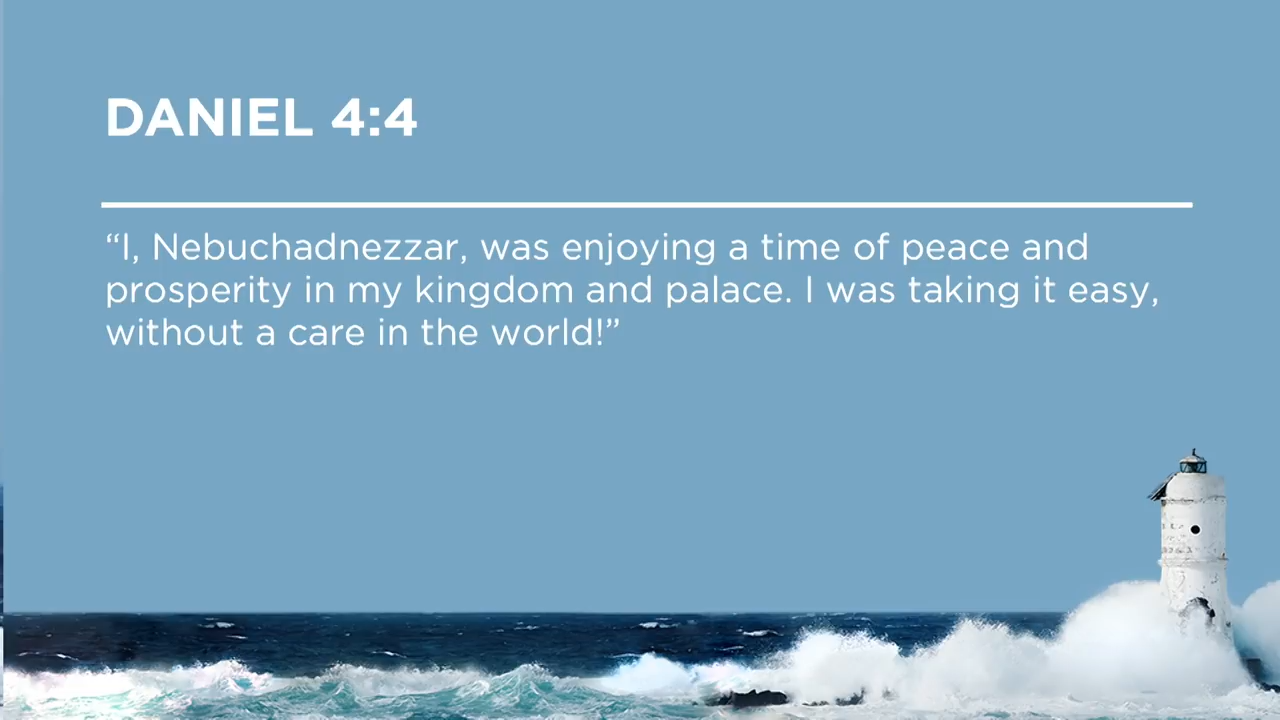 DANIEL 4:4
“I, Nebuchadnezzar, was enjoying a time of peace and
prosperity in my kingdom and palace. I was taking it easy,
without a care in the world!”